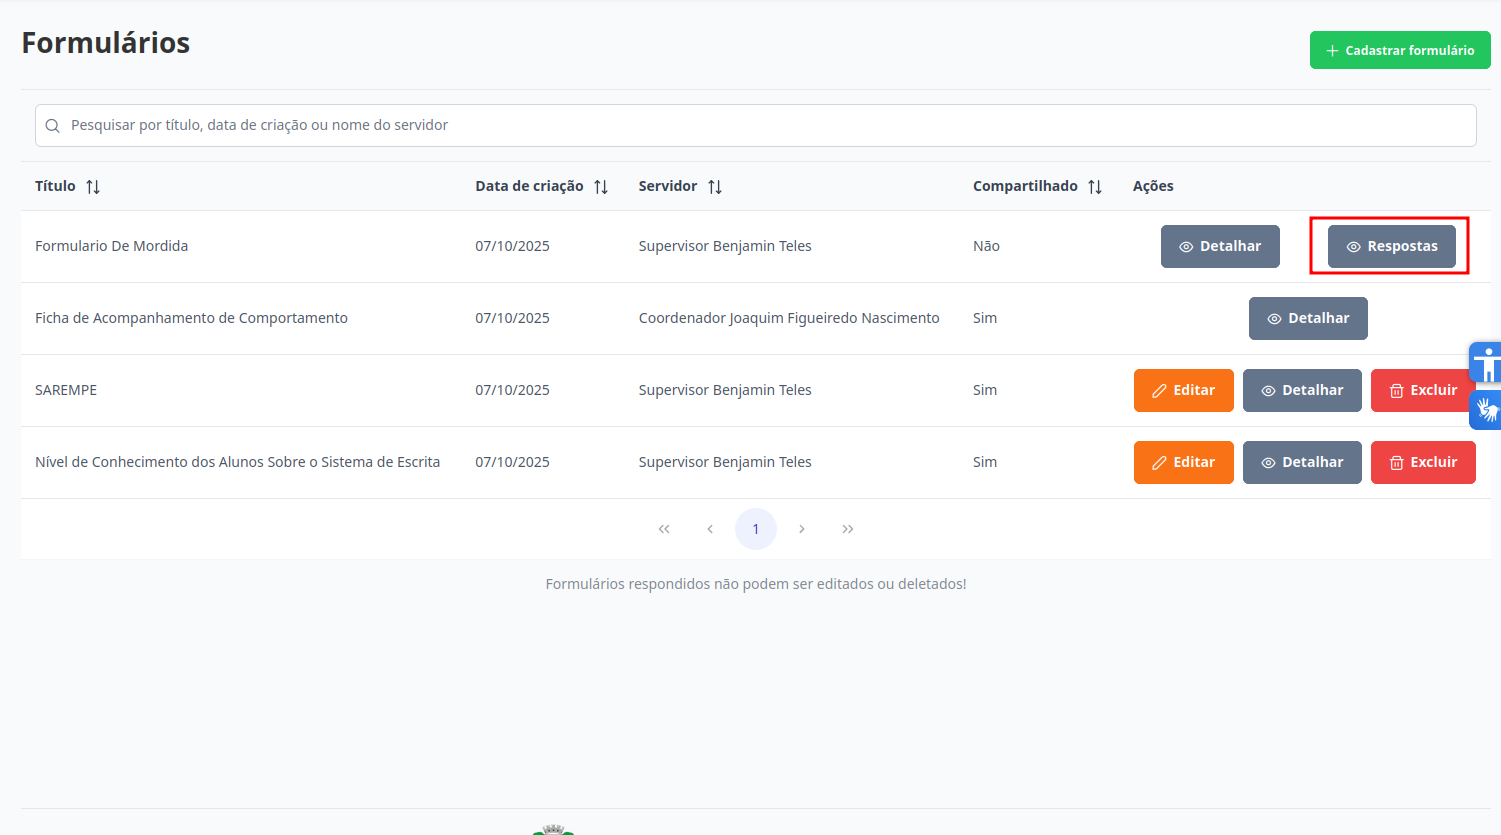 Formulários
Cadastrar formulário
Pesquisar por título, data de criação ou nome do servidor
Título Data de criação Servidor Compartilhado Ações
Formulario De Mordida 07/10/2025 Supervisor Benjamin Teles Não Detalhar Respostas
Ficha de Acompanhamento de Comportamento 07/10/2025 Coordenador Joaquim Figueiredo Nascimento Sim Detalhar
SAREMPE 07/10/2025 Supervisor Benjamin Teles Sim Editar Detalhar Excluir
Nível de Conhecimento dos Alunos Sobre o Sistema de Escrita 07/10/2025 Supervisor Benjamin Teles Sim Editar Detalhar Excluir
1
Formulários respondidos não podem ser editados ou deletados!